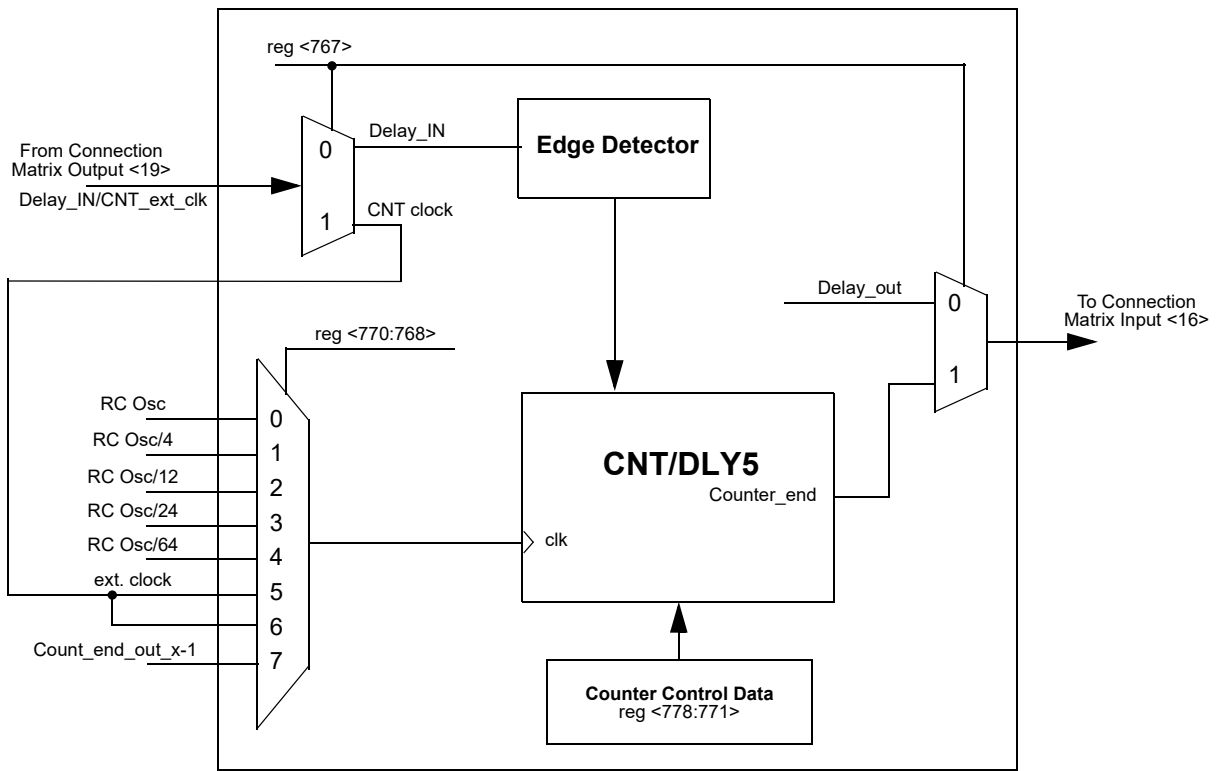 reg <767>
From Connection
Matrix Output <19>
Delay_IN/CNT_ext_clk
0
1
Delay_IN
CNT clock
Edge Detector
Delay_out
0
1
To Connection
Matrix Input <16>
reg <770:768>
RC Osc
RC Osc/4
RC Osc/12
RC Osc/24
RC Osc/64
ext. clock
Count_end_out_x-1
0
1
2
3
4
5
6
7
CNT/DLY5
Counter_end
clk
Counter Control Data
reg <778:771>